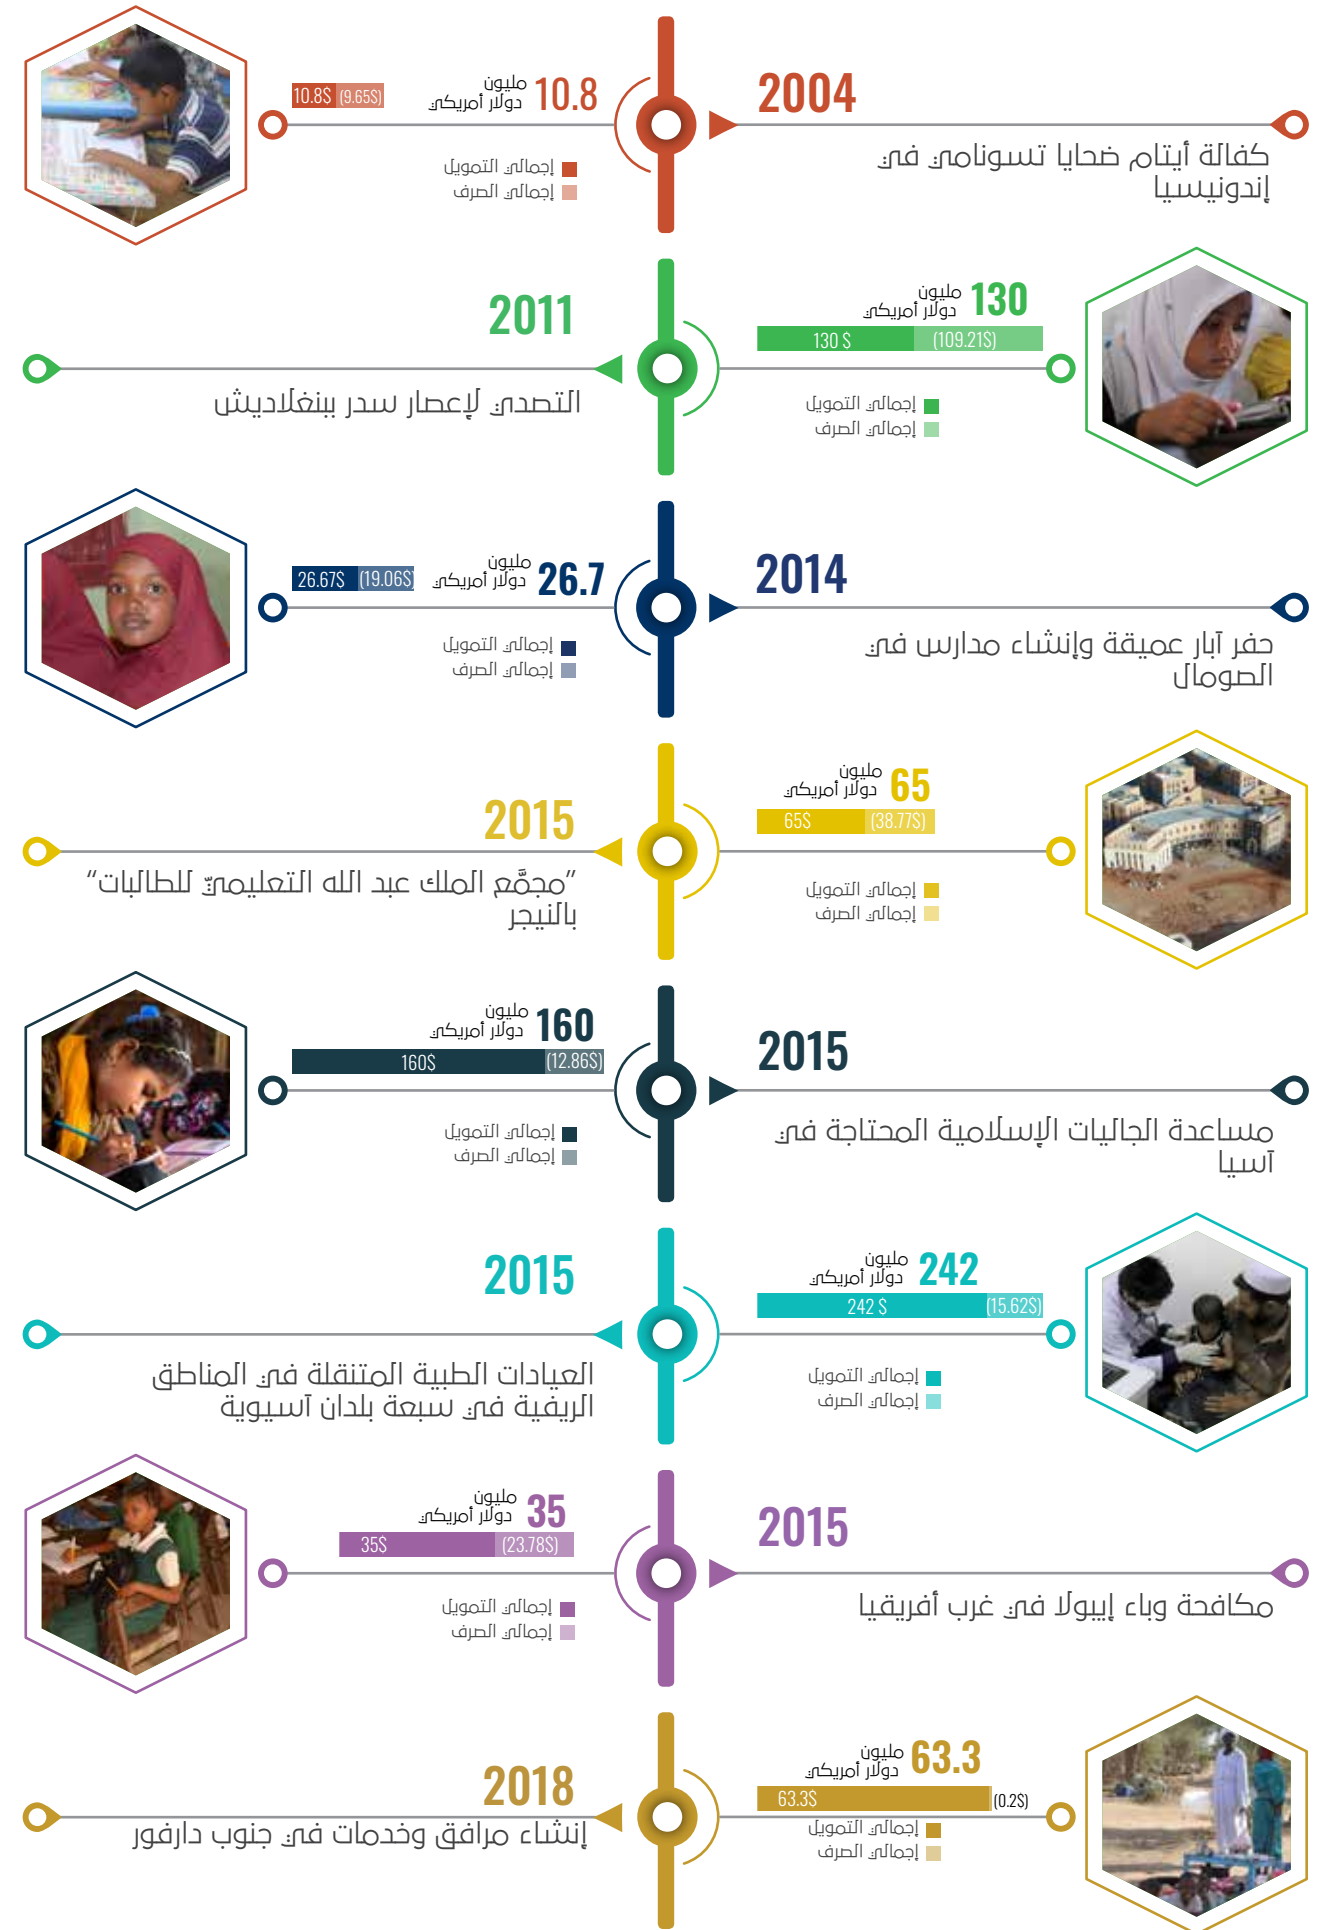 2004
كفالة أيتام ضحايا تسونامي في
إندونيسيا
10.8 مليون
دولار أمريكي
10.8$ (9.65$)
إجمالي التمويل
إجمالي الصرف
130 مليون
دولار أمريكي
130 $ (109.21$)
إجمالي التمويل
إجمالي الصرف
2011
التصدي لإعصار سدر ببنغلاديش
2014
حفر آبار عميقة وإنشاء مدارس في
الصومال
26.7 مليون
دولار أمريكي
26.67$ (19.06$)
إجمالي التمويل
إجمالي الصرف
65 مليون
دولار أمريكي
65$ (38.77$)
إجمالي التمويل
إجمالي الصرف
2015
”مجمَّع الملك عبد الله التعليميّ للطالبات“
بالنيجر
2015
مساعدة الجاليات الإسلامية المحتاجة في
آسيا
160 مليون
دولار أمريكي
160$ (12.86$)
إجمالي التمويل
إجمالي الصرف
242 مليون
دولار أمريكي
242 $ (15.62$)
إجمالي التمويل
إجمالي الصرف
2015
العيادات الطبية المتنقلة في المناطق
الريفية في سبعة بلدان آسيوية
2015
مكافحة وباء إيبولا في غرب أفريقيا
35 مليون
دولار أمريكي
35$ (23.78$)
إجمالي التمويل
إجمالي الصرف
63.3 مليون
دولار أمريكي
63.3$ (0.2$)
إجمالي التمويل
إجمالي الصرف
2018
إنشاء مرافق وخدمات في جنوب دارفور